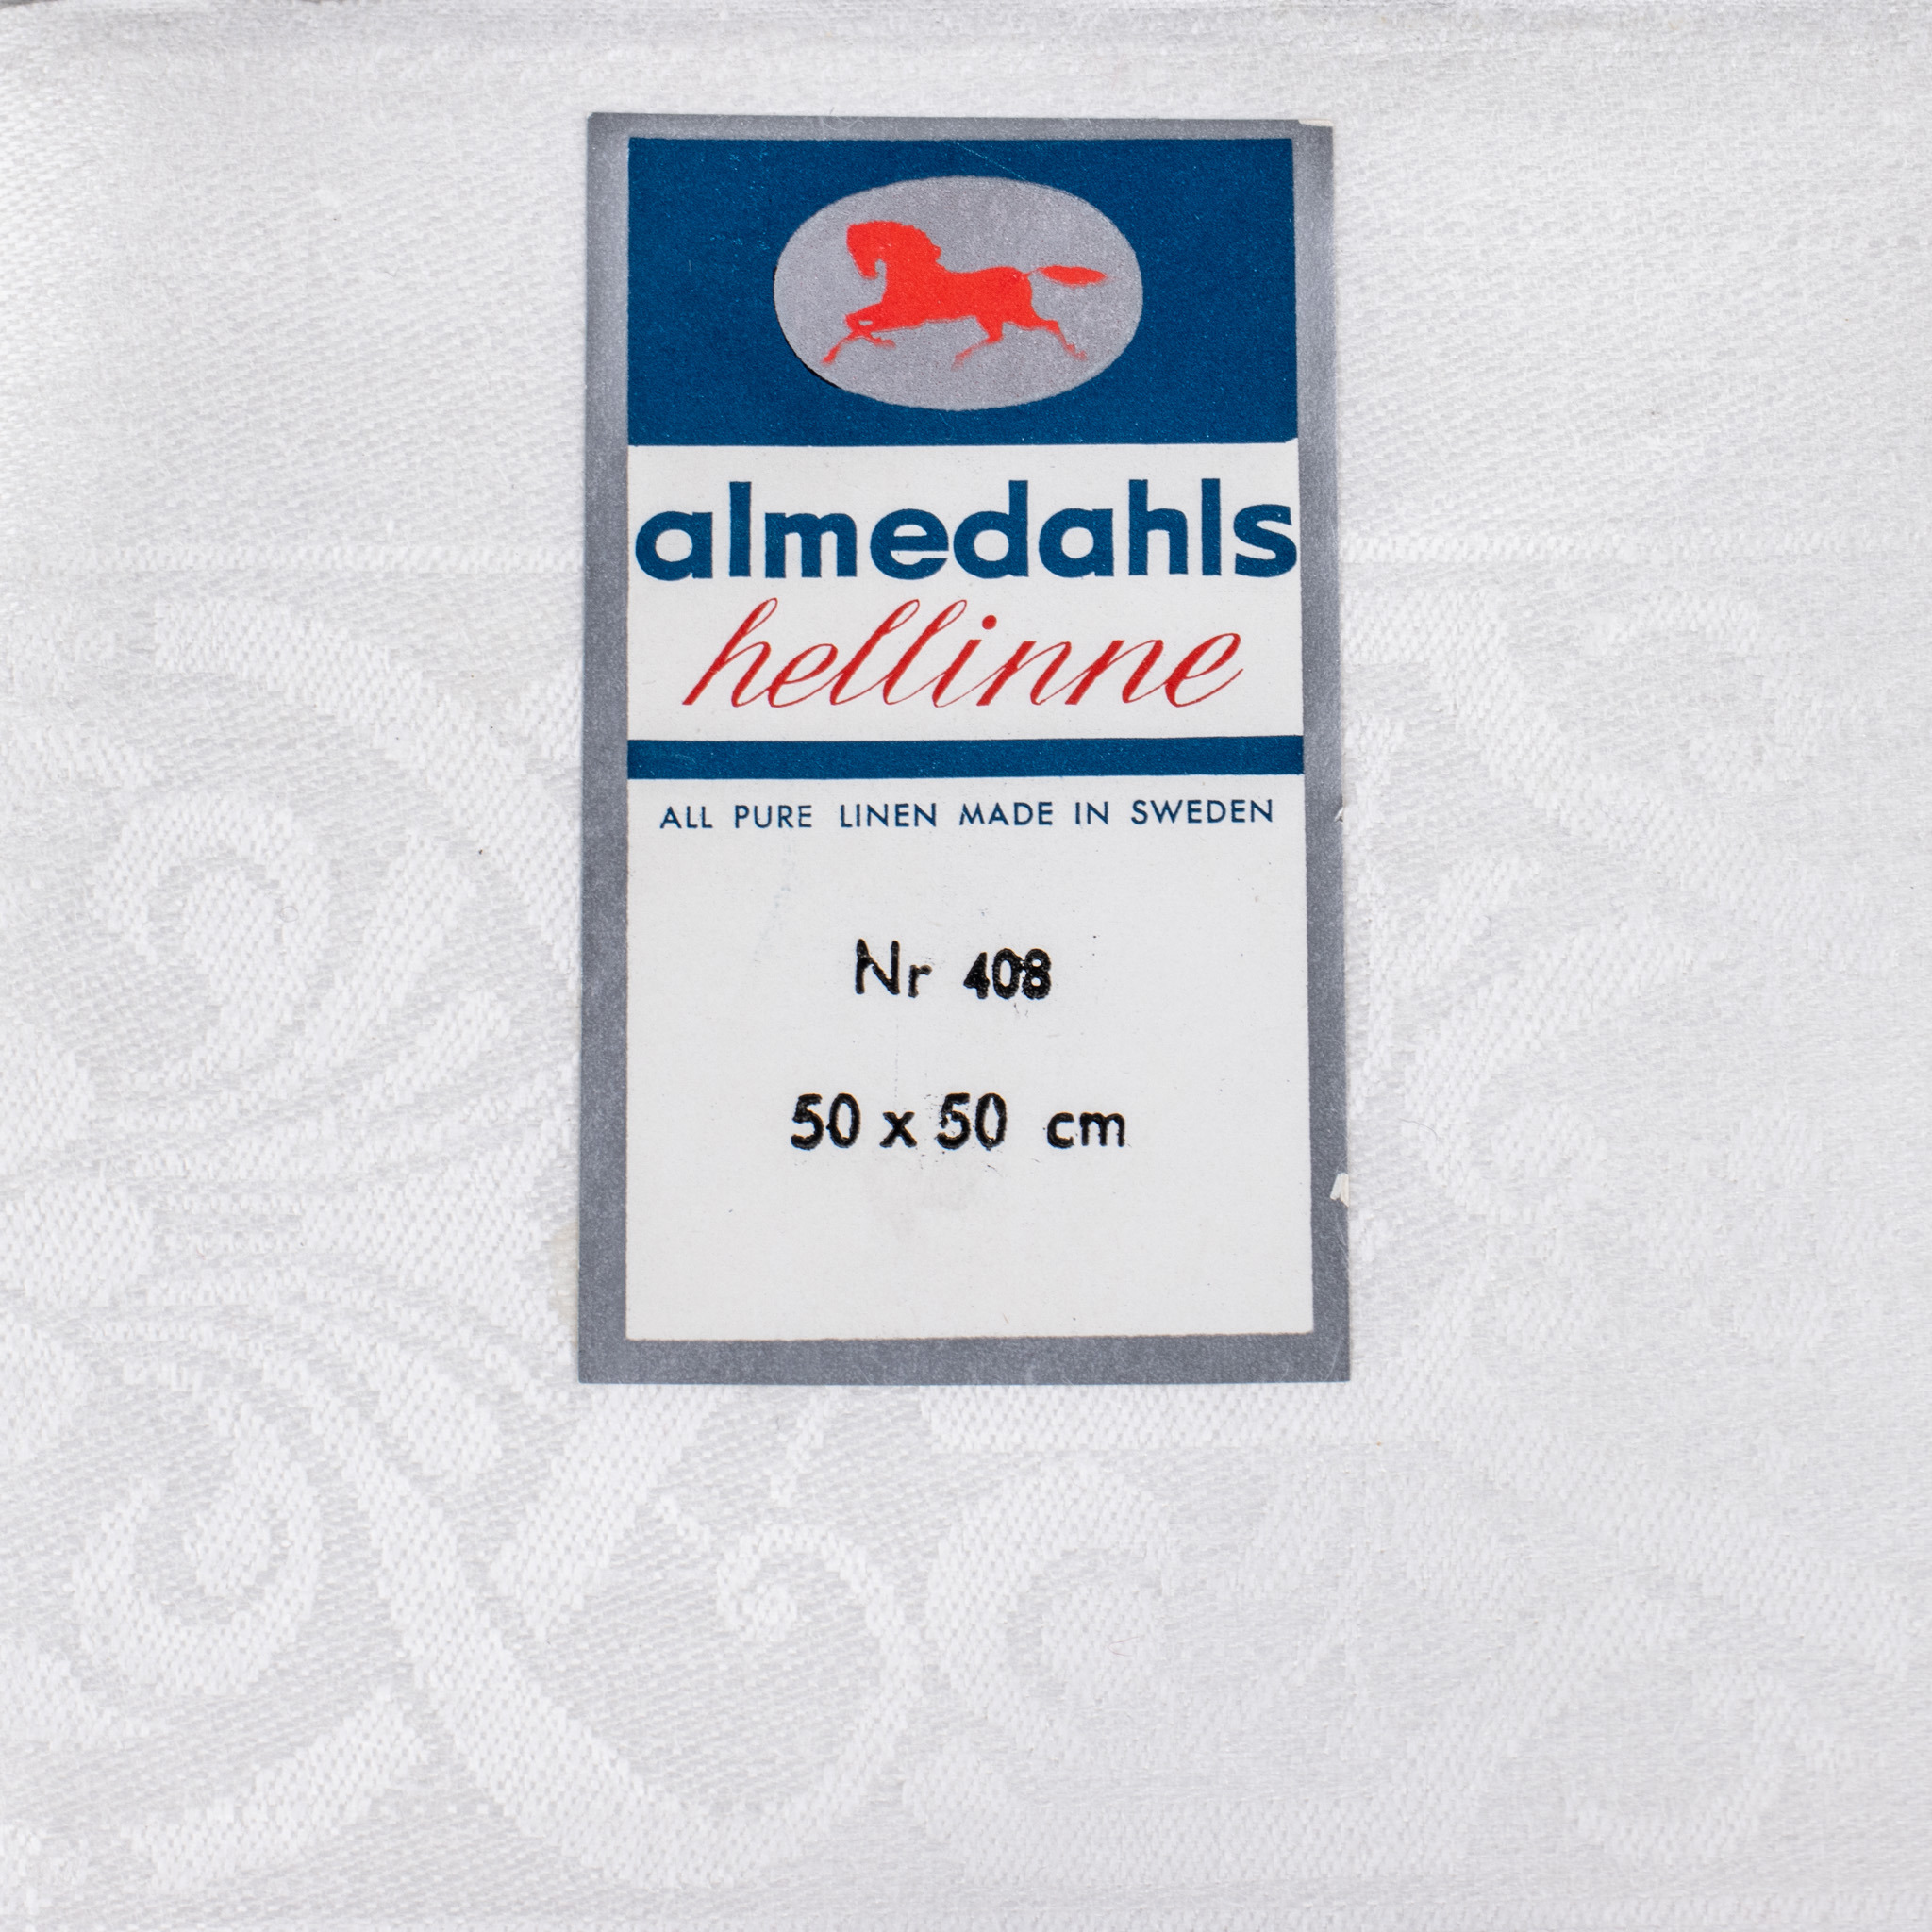 almedahls
hellinne
ALL PURE LINEN MADE IN SWEDEN
Nr 408
50 x 50 cm